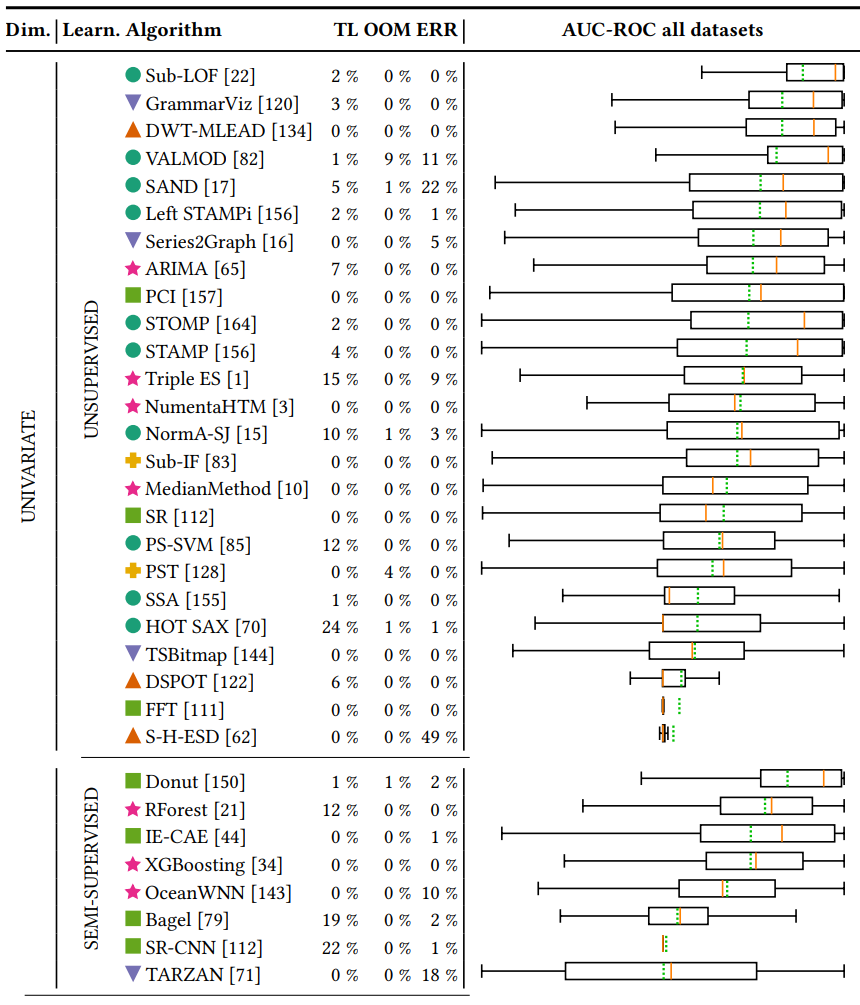 Dim. Learn. Algorithm TL OOM ERR AUC-ROC all datasets
UNIVARIATE
UNSUPERVISED
Sub-LOF [22] 2 % 0 % 0 %
GrammarViz [120] 3 % 0 % 0 %
DWT-MLEAD [134] 0 % 0 % 0 %
VALMOD [82] 1 % 9 % 11 %
SAND [17] 5 % 1 % 22 %
Left STAMPi [156] 2 % 0 % 1 %
Series2Graph [16] 0 % 0 % 5 %
ARIMA [65] 7 % 0 % 0 %
PCI [157] 0 % 0 % 0 %
STOMP [164] 2 % 0 % 0 %
STAMP [156] 4 % 0 % 0 %
Triple ES [1] 15 % 0 % 9 %
NumentaHTM [3] 0 % 0 % 0 %
NormA-SJ [15] 10 % 1 % 3 %
Sub-IF [83] 0 % 0 % 0 %
MedianMethod [10] 0 % 0 % 0 %
SR [112] 0 % 0 % 0 %
PS-SVM [85] 12 % 0 % 0 %
PST [128] 0 % 4 % 0 %
SSA [155] 1 % 0 % 0 %
HOT SAX [70] 24 % 1 % 1 %
TSBitmap [144] 0 % 0 % 0 %
DSPOT [122] 6 % 0 % 0 %
FFT [111] 0 % 0 % 0 %
S-H-ESD [62] 0 % 0 % 49 %
SEMI-SUPERVISED
Donut [150] 1 % 1 % 2 %
RForest [21] 12 % 0 % 0 %
IE-CAE [44] 0 % 0 % 1 %
XGBoosting [34] 0 % 0 % 0 %
OceanWNN [143] 0 % 0 % 10 %
Bagel [79] 19 % 0 % 2 %
SR-CNN [112] 22 % 0 % 1 %
TARZAN [71] 0 % 0 % 18 %